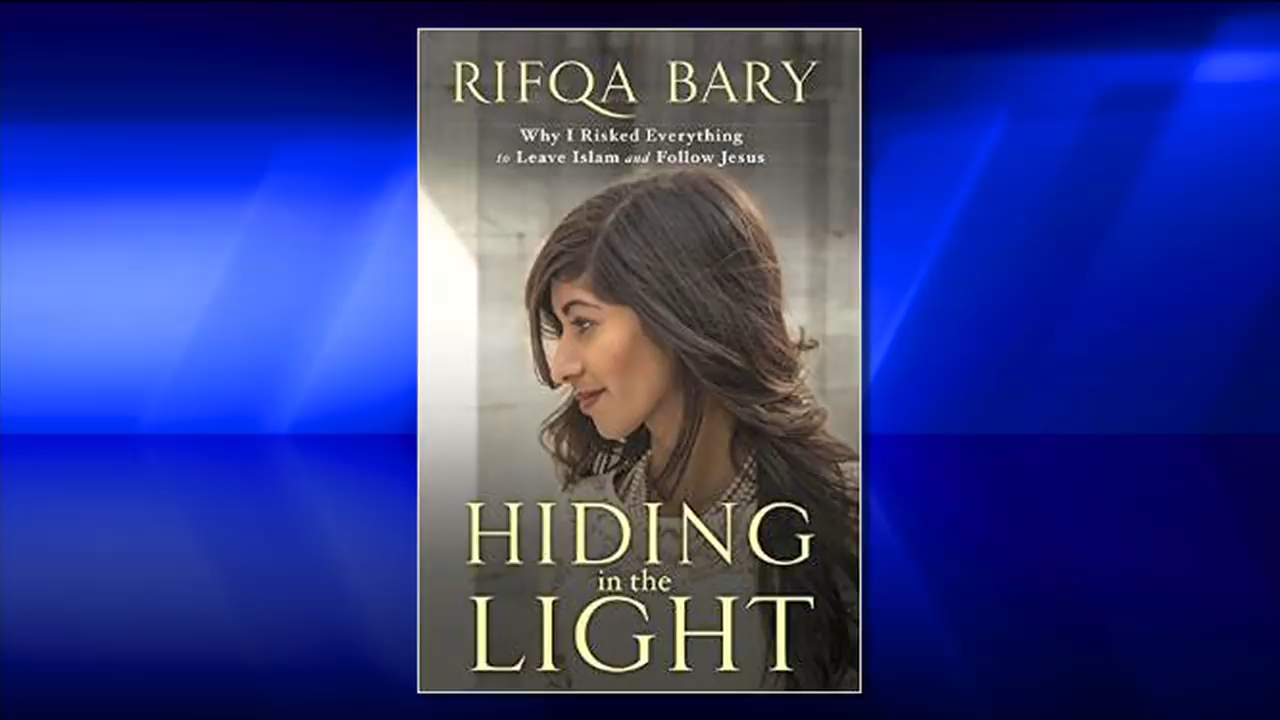 RIFQA BARY
Why I Risked Everything
to Leave Islam and Follow Jesus
HIDING
in the
LIGHT